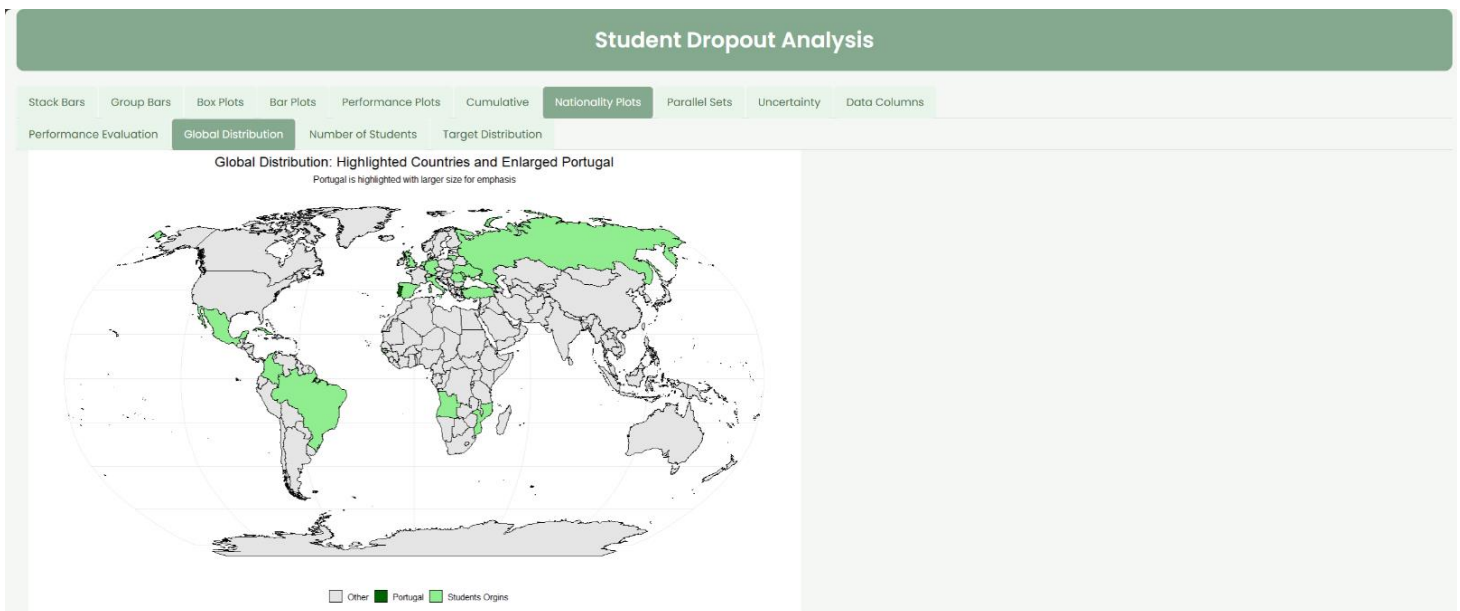 Student Dropout Analysis
Stack Bars Group Bars Box Plots Bar Plots Performance Plots Cumulative Nationality Plots Parallel Sets Uncertainty Data Columns
Performance Evaluation Global Distribution Number of Students Target Distribution
Global Distribution: Highlighted Countries and Enlarged Portugal
Portugal is highlighted with larger size for emphasis
Other Portugal Students Orgins